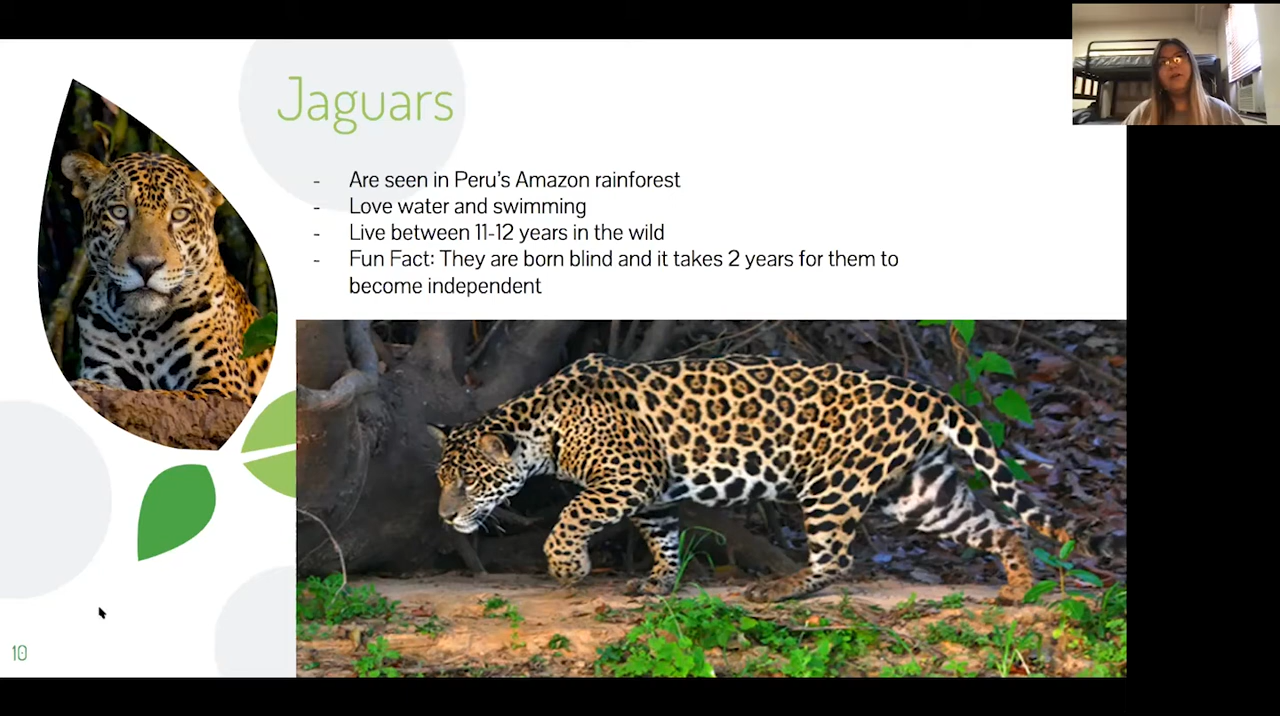 Jaguars
- Are seen in Peru's Amazon rainforest
- Love water and swimming
- Live between 11-12 years in the wild
- Fun Fact: They are born blind and it takes 2 years for them to
become independent
10